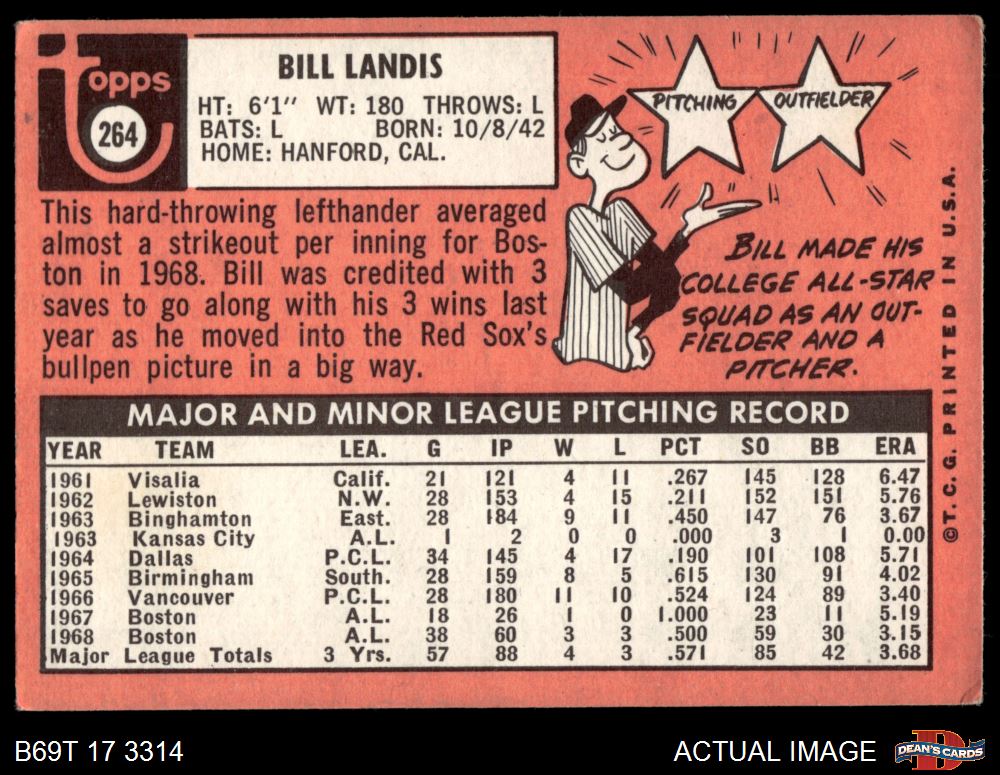 topps
264
BILL LANDIS
HT: 6'1" WT: 180 THROWS: L
BATS: L BORN: 10/8/42
HOME: HANFORD, CAL.
This hard-throwing lefthander averaged
almost a strikeout per inning for Bos-
ton in 1968. Bill was credited with 3
saves to go along with his 3 wins last
year as he moved into the Red Sox's
bullpen picture in a big way.
PITCHING
OUTFIELDER
BILL MADE HIS
COLLEGE ALL-STAR
SQUAD AS AN OUT-
FIELDER AND A
PITCHER.
©T.C.G. PRINTED IN U.S.A.
MAJOR AND MINOR LEAGUE PITCHING RECORD
YEAR TEAM LEA. G IP W L PCT SO BB ERA
1961 Visalia Calif. 21 121 4 11 .267 145 128 6.47
1962 Lewiston N.W. 28 153 4 15 .211 152 151 5.76
1963 Binghamton East. 28 184 9 11 .450 147 76 3.67
1963 Kansas City A.L. 1 2 0 0 .000 3 1 0.00
1964 Dallas P.C.L. 34 145 4 17 .190 101 108 5.71
1965 Birmingham South. 28 159 8 5 .615 130 91 4.02
1966 Vancouver P.C.L. 28 180 11 10 .524 124 89 3.40
1967 Boston A.L. 18 26 1 0 1.000 23 11 5.19
1968 Boston A.L. 38 60 3 3 .500 59 30 3.15
Major League Totals 3 Yrs. 57 88 4 3 .571 85 42 3.68
B69T 17 3314
ACTUAL IMAGE
DEAN'S CARDS